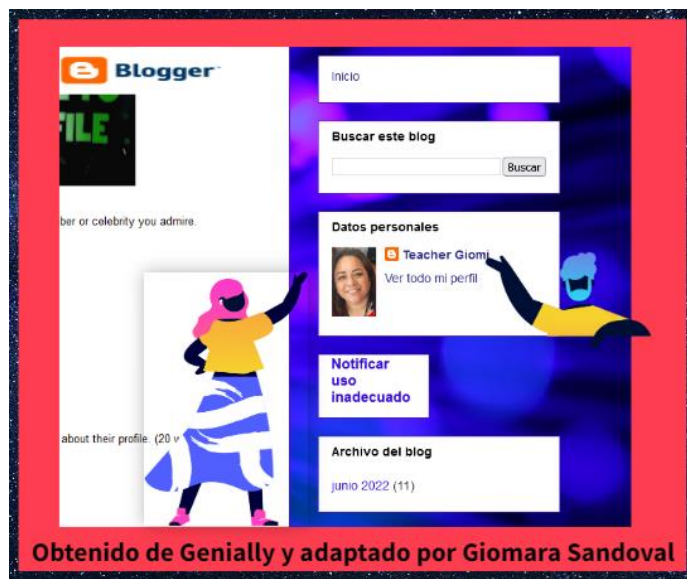 Blogger
FILE
ber or celebrity you admire.
about their profile. (20
Inicio
Buscar este blog
Buscar
Datos personales
Teacher Giomi
Ver todo mi perfil
Notificar
uso
inadecuado
Archivo del blog
junio 2022 (11)
Obtenido de Genially y adaptado por Giomara Sandoval